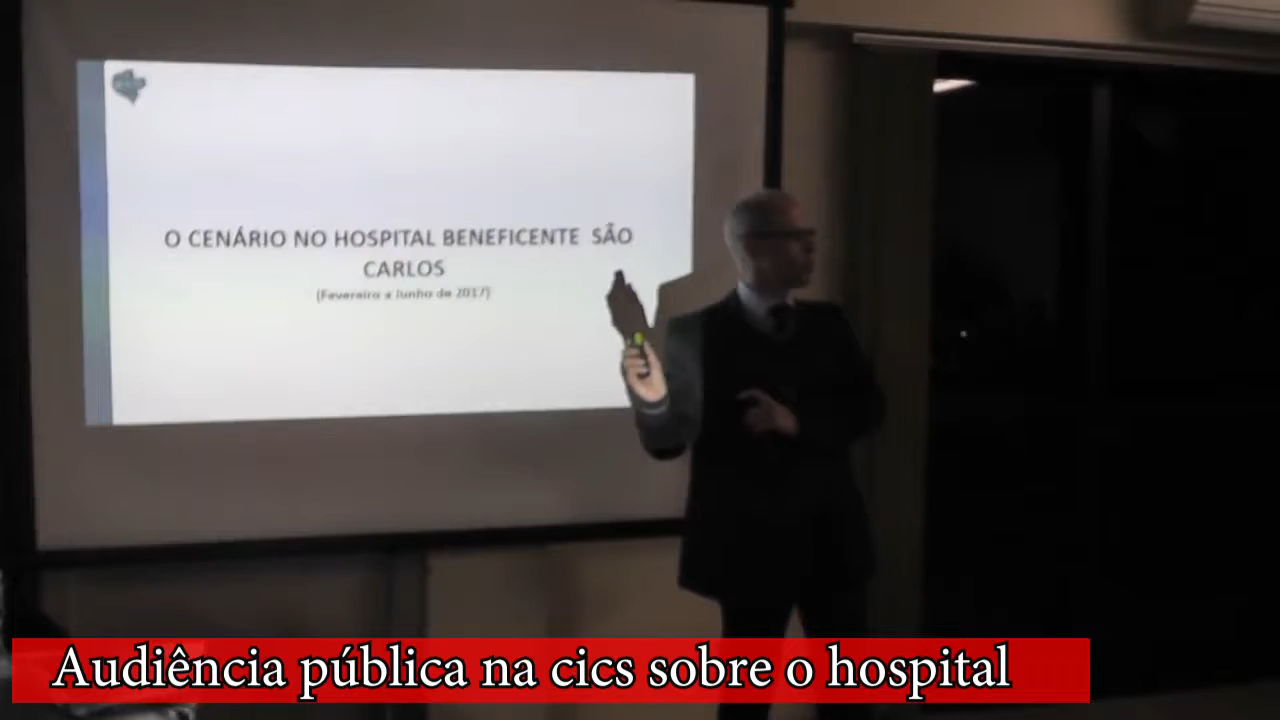 O CENÁRIO NO HOSPITAL BENEFICENTE SÃO
CARLOS
(Fevereiro a Junho de 2017)
Audiência pública na cics sobre o hospital